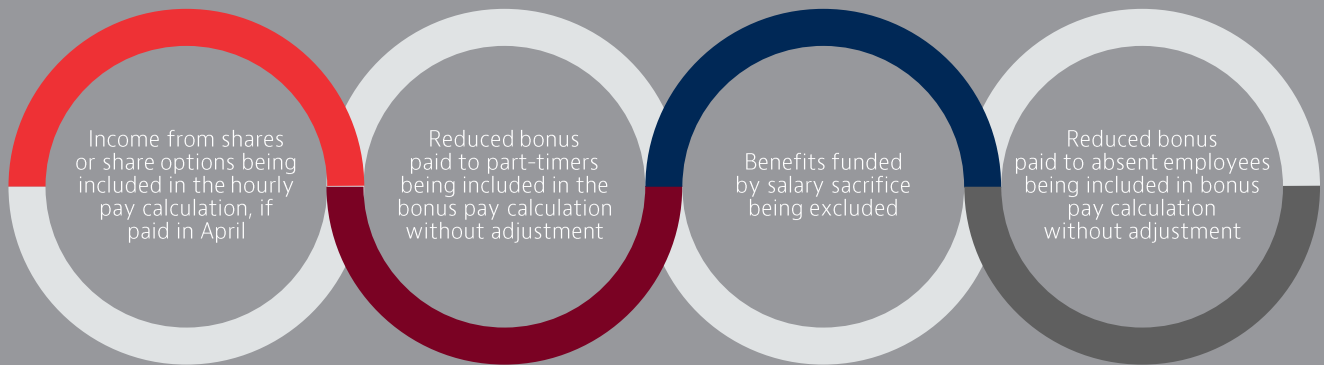 Income from shares
or share options being
included in the hourly
pay calculation, if
paid in April
Reduced bonus
paid to part-timers
being included in the
bonus pay calculation
without adjustment
Benefits funded
by salary sacrifice
being excluded
Reduced bonus
paid to absent employees
being included in bonus
pay calculation
without adjustment